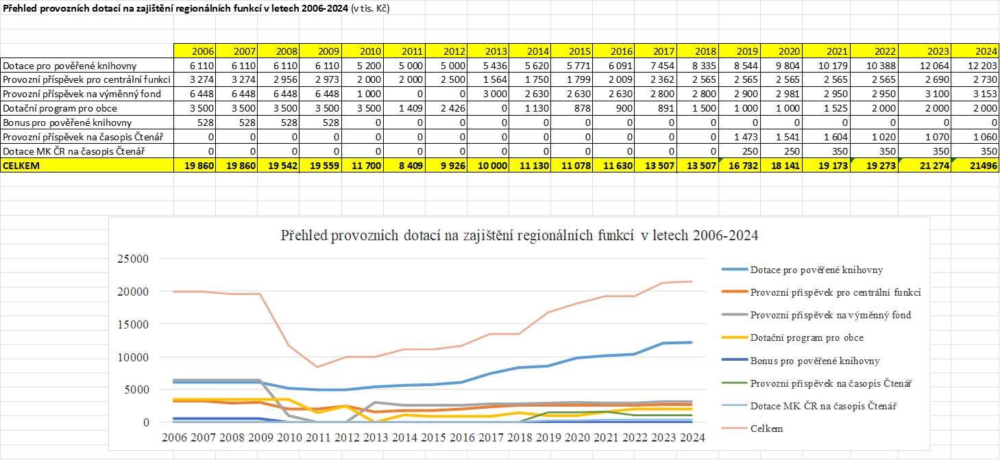 Přehled provozních dotací na zajištění regionálních funkcí v letech 2006-2024 (v tis. Kč)
2006 2007 2008 2009 2010 2011 2012 2013 2014 2015 2016 2017 2018 2019 2020 2021 2022 2023 2024
Dotace pro pověřené knihovny 6 110 6 110 6 110 6 110 5 200 5 000 5 000 5 436 5 620 5 771 6 091 7 454 8 335 8 544 9 804 10 179 10 388 12 064 12 203
Provozní příspěvek pro centrální funkci 3 274 3 274 2 956 2 973 2 000 2 000 2 500 1 564 1 750 1 799 2 009 2 362 2 565 2 565 2 565 2 565 2 565 2 690 2 730
Provozní příspěvek na výměnný fond 6 448 6 448 6 448 6 448 1 000 0 0 3 000 2 630 2 630 2 630 2 800 2 800 2 900 2 981 2 950 2 950 3 100 3 153
Dotační program pro obce 3 500 3 500 3 500 3 500 3 500 1 409 2 426 0 1 130 878 900 891 1 500 1 000 1 000 1 525 2 000 2 000 2 000
Bonus pro pověřené knihovny 528 528 528 528 0 0 0 0 0 0 0 0 0 0 0 0 0 0 0
Provozní příspěvek na časopis Čtenář 0 0 0 0 0 0 0 0 0 0 0 0 0 1 473 1 541 1 604 1 020 1 070 1 060
Dotace MK ČR na časopis Čtenář 0 0 0 0 0 0 0 0 0 0 0 0 0 250 250 350 350 350 350
CELKEM 19 860 19 860 19 542 19 559 11 700 8 409 9 926 10 000 11 130 11 078 11 630 13 507 13 507 16 732 18 141 19 173 19 273 21 274 21496
Přehled provozních dotací na zajištění regionálních funkcí v letech 2006-2024
25000
20000
15000
10000
5000
0
2006 2007 2008 2009 2010 2011 2012 2013 2014 2015 2016 2017 2018 2019 2020 2021 2022 2023 2024
Dotace pro pověřené knihovny
Provozní příspěvek pro centrální funkci
Provozní příspěvek na výměnný fond
Dotační program pro obce
Bonus pro pověřené knihovny
Provozní příspěvek na časopis Čtenář
Dotace MK ČR na časopis Čtenář
Celkem